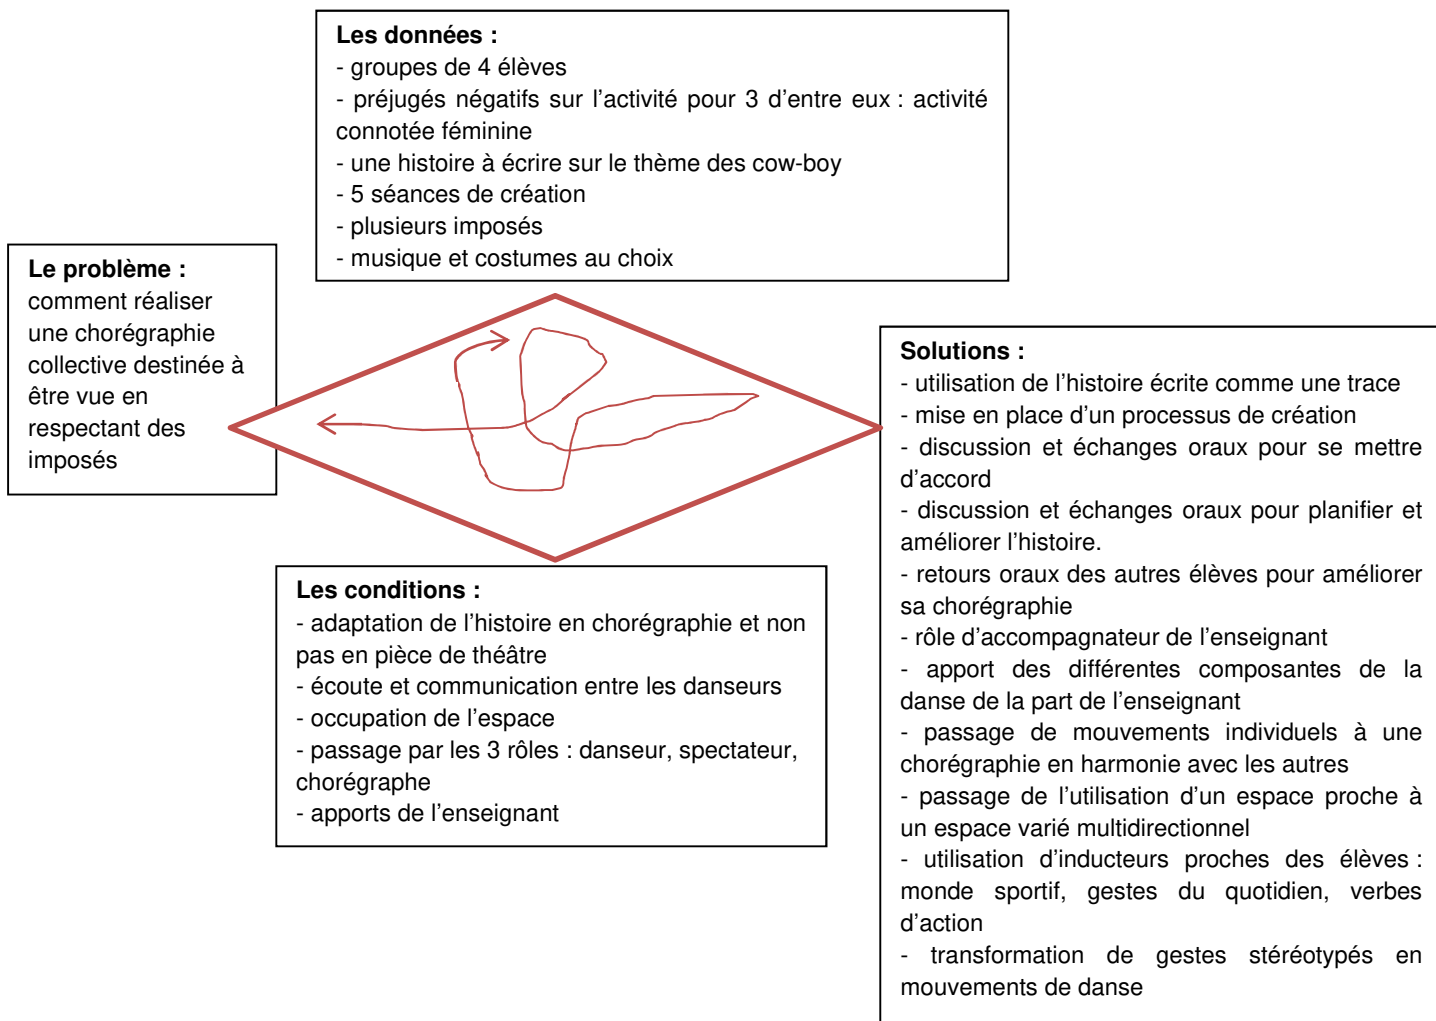 Les données :
- groupes de 4 élèves
- préjugés négatifs sur l'activité pour 3 d'entre eux : activité
connotée féminine
- une histoire à écrire sur le thème des cow-boy
- 5 séances de création
- plusieurs imposés
- musique et costumes au choix
Le problème :
comment réaliser
une chorégraphie
collective destinée à
être vue en
respectant des
imposés
Les conditions :
- adaptation de l'histoire en chorégraphie et non
pas en pièce de théâtre
- écoute et communication entre les danseurs
- occupation de l'espace
- passage par les 3 rôles : danseur, spectateur,
chorégraphe
- apports de l'enseignant
Solutions :
- utilisation de l'histoire écrite comme une trace
- mise en place d'un processus de création
- discussion et échanges oraux pour se mettre
d'accord
- discussion et échanges oraux pour planifier et
améliorer l'histoire.
- retours oraux des autres élèves pour améliorer
sa chorégraphie
- rôle d'accompagnateur de l'enseignant
- apport des différentes composantes de la
danse de la part de l'enseignant
- passage de mouvements individuels à une
chorégraphie en harmonie avec les autres
- passage de l'utilisation d'un espace proche à
un espace varié multidirectionnel
- utilisation d'inducteurs proches des élèves :
monde sportif, gestes du quotidien, verbes
d'action
- transformation de gestes stéréotypés en
mouvements de danse